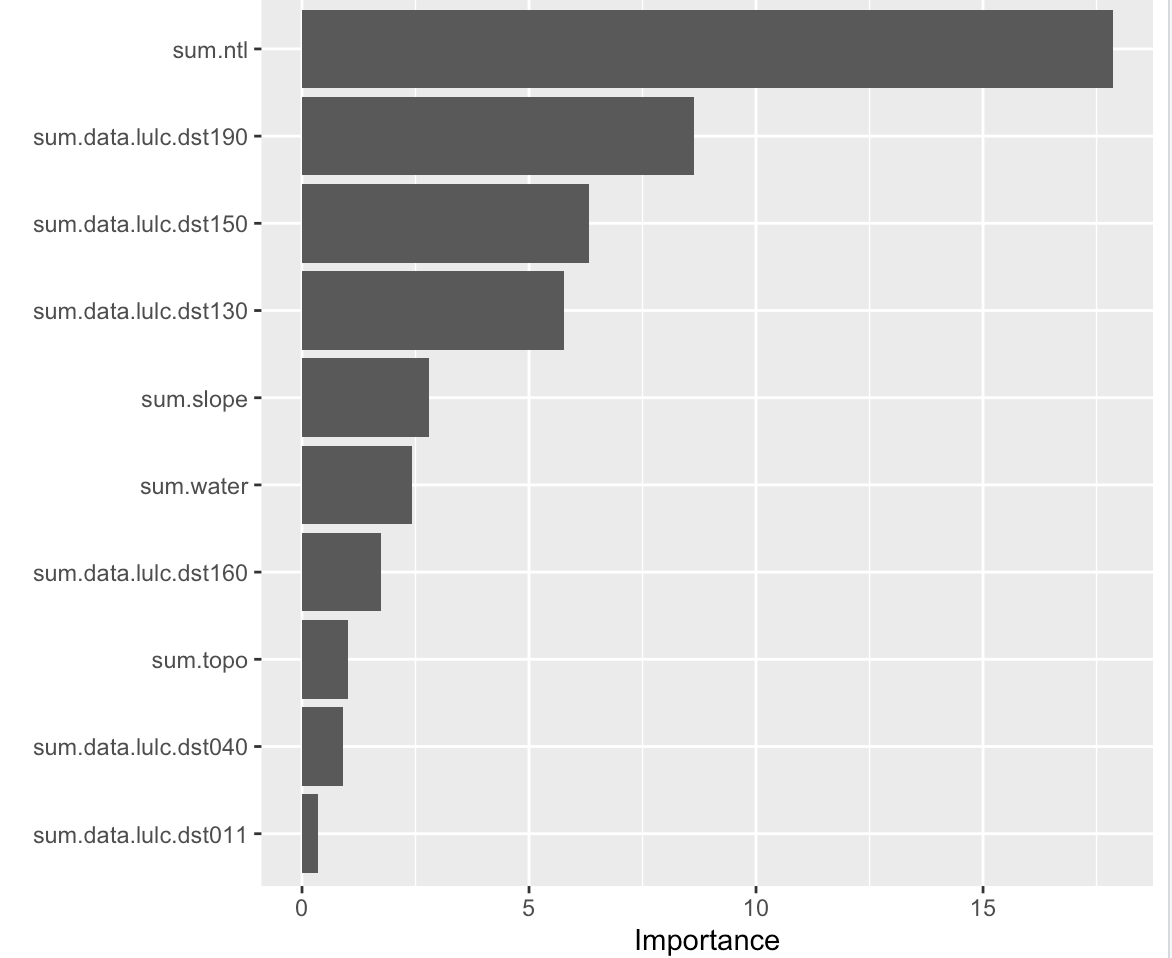 sum.ntl
sum.data.lulc.dst190
sum.data.lulc.dst150
sum.data.lulc.dst130
sum.slope
sum.water
sum.data.lulc.dst160
sum.topo
sum.data.lulc.dst040
sum.data.lulc.dst011
0 5 10 15
Importance